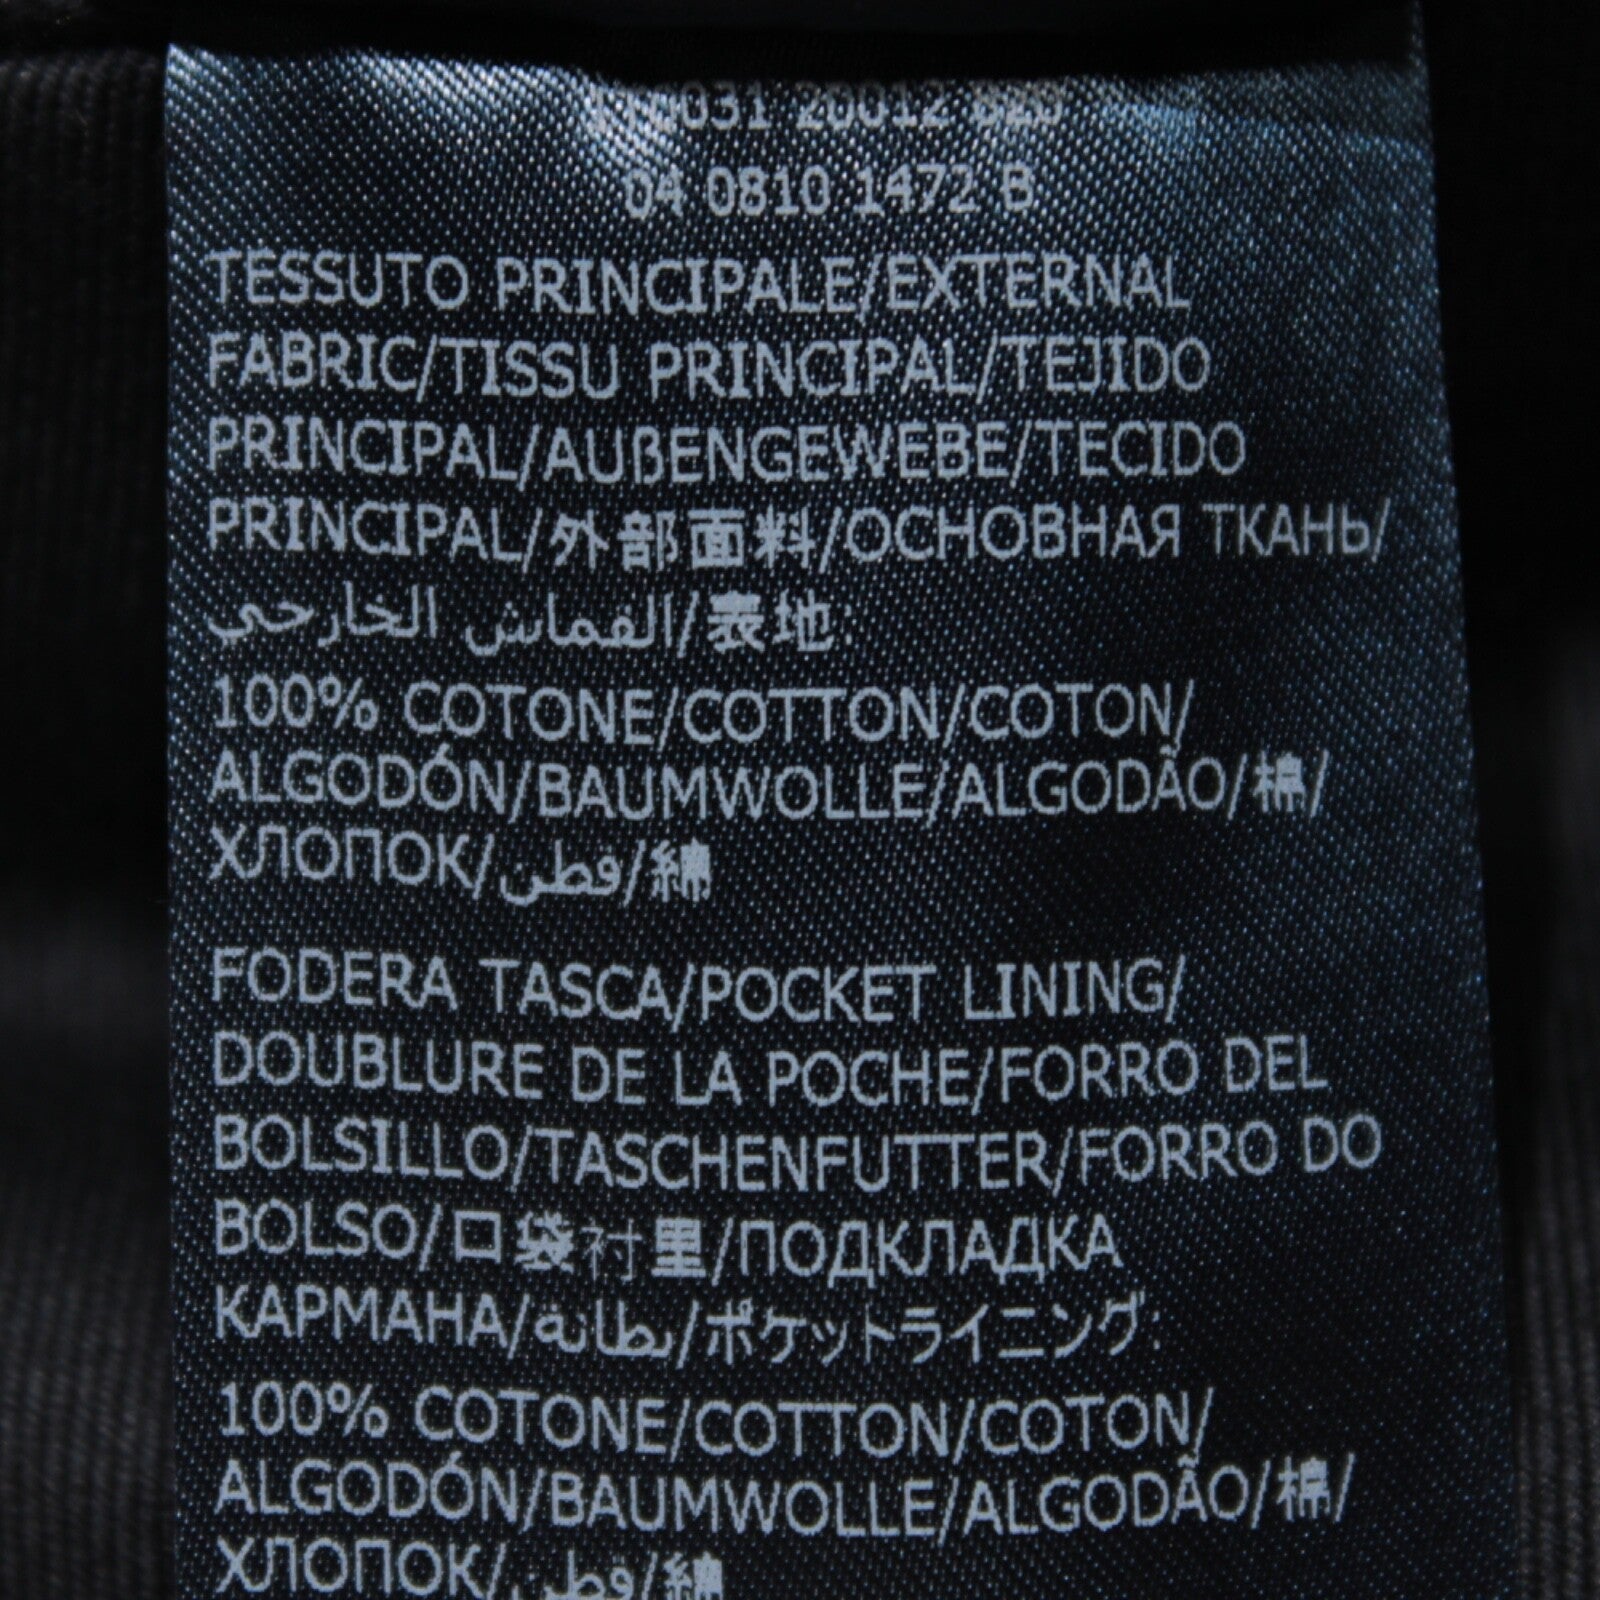 20012
04 0810 1472 B
TESSUTO PRINCIPALE/EXTERNAL
FABRIC/TISSU PRINCIPAL/TEJIDO
PRINCIPAL/AUßENGEWEBE/TECIDO
PRINCIPAL/外部面料/ОСНОВНАЯ ТКАНЬ/
القماش الخارجي/表地:
100% COTONE/COTTON/COTON/
ALGODÓN/BAUMWOLLE/ALGODÃO/棉/
ХЛОПОК/قطن/綿
FODERA TASCA/POCKET LINING/
DOUBLURE DE LA POCHE/FORRO DEL
BOLSILLO/TASCHENFUTTER/FORRO DO
BOLSO/口袋衬里/ПОДКЛАДКА
КАРМАНА/بطانة/ポケットライニング:
100% COTONE/COTTON/COTON/
ALGODÓN/BAUMWOLLE/ALGODÃO/棉/
ХЛОПОК/قطن/綿